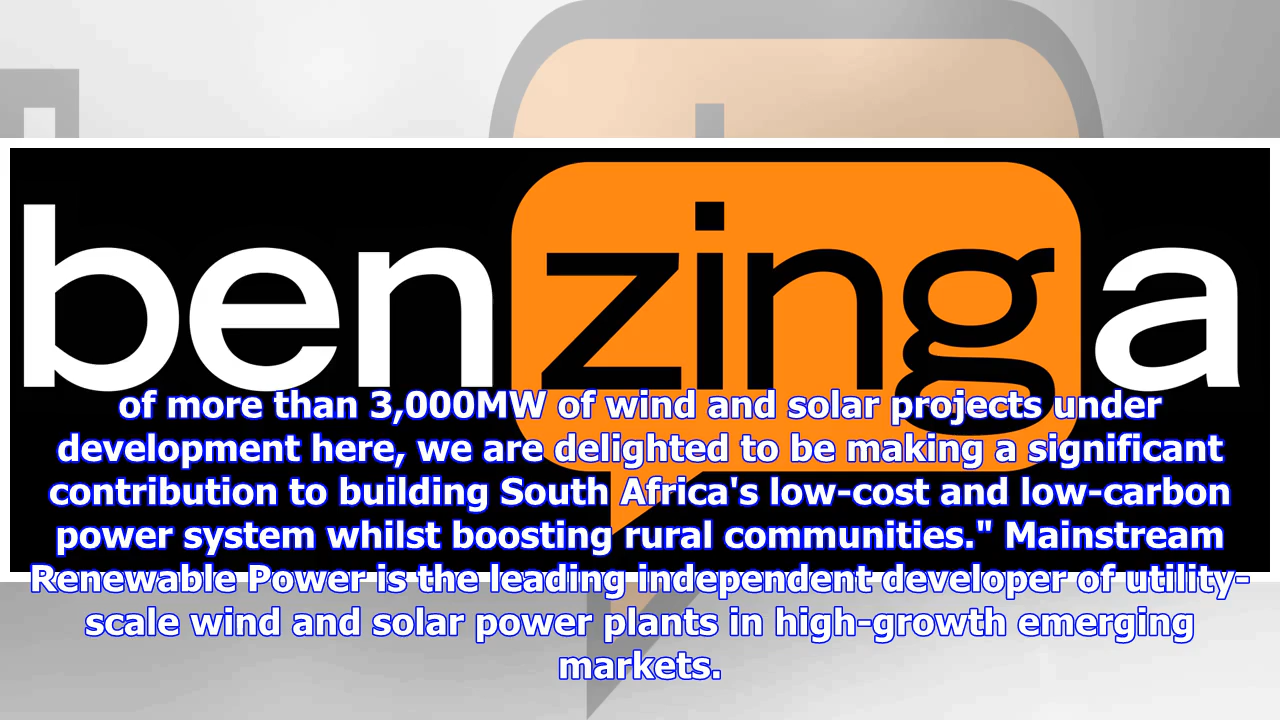 benzinga
of more than 3,000MW of wind and solar projects under
development here, we are delighted to be making a significant
contribution to building South Africa's low-cost and low-carbon
power system whilst boosting rural communities." Mainstream
Renewable Power is the leading independent developer of utility-
scale wind and solar power plants in high-growth emerging
markets.